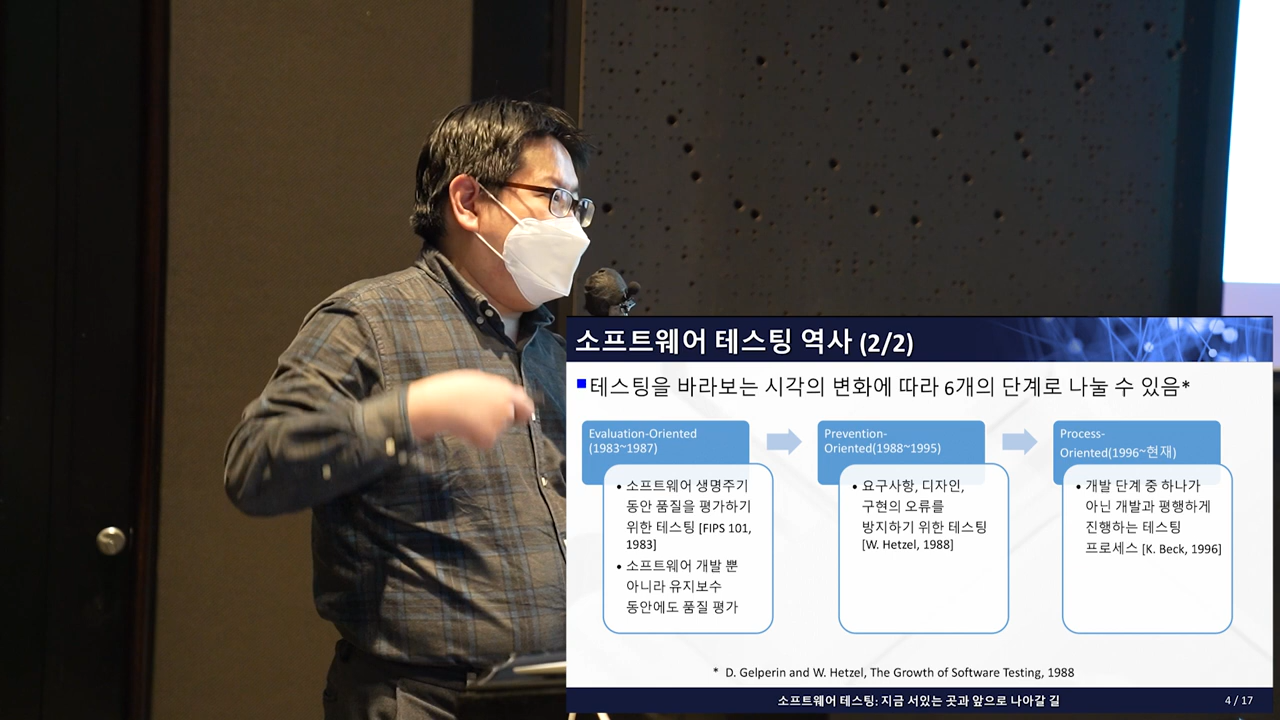 소프트웨어 테스팅 역사 (2/2)
테스팅을 바라보는 시각의 변화에 따라 6개의 단계로 나눌 수 있음*
Evaluation-Oriented
(1983~1987)
• 소프트웨어 생명주기
동안 품질을 평가하기
위한 테스팅 [FIPS 101,
1983]
• 소프트웨어 개발 뿐
아니라 유지보수
동안에도 품질 평가
Prevention-
Oriented(1988~1995)
• 요구사항, 디자인,
구현의 오류를
방지하기 위한 테스팅
[W. Hetzel, 1988]
Process-
Oriented(1996~현재)
• 개발 단계 중 하나가
아닌 개발과 평행하게
진행하는 테스팅
프로세스 [K. Beck, 1996]
* D. Gelperin and W. Hetzel, The Growth of Software Testing, 1988
소프트웨어 테스팅: 지금 서있는 곳과 앞으로 나아갈 길
4 / 17